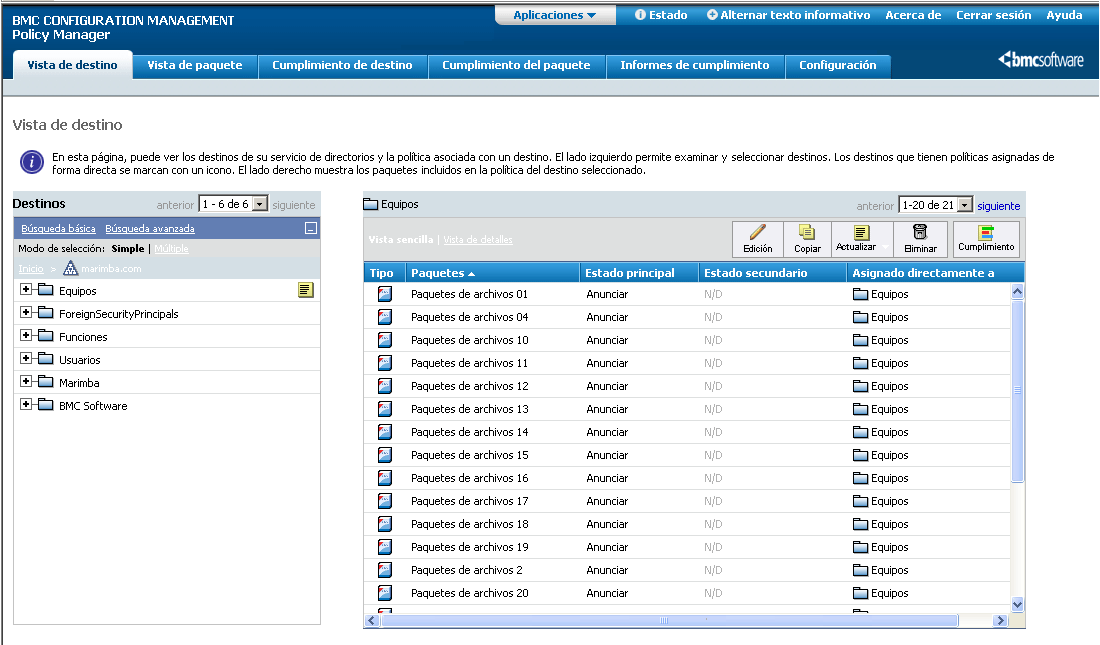 BMC CONFIGURATION MANAGEMENT
Policy Manager
Aplicaciones
Estado
Alternar texto informativo
Acerca de
Cerrar sesión
Ayuda
Vista de destino
Vista de paquete
Cumplimiento de destino
Cumplimiento del paquete
Informes de cumplimiento
Configuración
bmcsoftware
Vista de destino
En esta página, puede ver los destinos de su servicio de directorios y la política asociada con un destino. El lado izquierdo permite examinar y seleccionar destinos. Los destinos que tienen políticas asignadas de
forma directa se marcan con un icono. El lado derecho muestra los paquetes incluidos en la política del destino seleccionado.
Destinos anterior 1 - 6 de 6 siguiente
Búsqueda básica Búsqueda avanzada
Modo de selección: Simple | Múltiple
Inicio > marimba.com
Equipos
ForeignSecurityPrincipals
Funciones
Usuarios
Marimba
BMC Software
Equipos anterior 1-20 de 21 siguiente
Vista sencilla | Vista de detalles
Edición Copiar Actualizar Eliminar Cumplimiento
Tipo Paquetes Estado principal Estado secundario Asignado directamente a
Paquetes de archivos 01 Anunciar N/D Equipos
Paquetes de archivos 04 Anunciar N/D Equipos
Paquetes de archivos 10 Anunciar N/D Equipos
Paquetes de archivos 11 Anunciar N/D Equipos
Paquetes de archivos 12 Anunciar N/D Equipos
Paquetes de archivos 13 Anunciar N/D Equipos
Paquetes de archivos 14 Anunciar N/D Equipos
Paquetes de archivos 15 Anunciar N/D Equipos
Paquetes de archivos 16 Anunciar N/D Equipos
Paquetes de archivos 17 Anunciar N/D Equipos
Paquetes de archivos 18 Anunciar N/D Equipos
Paquetes de archivos 19 Anunciar N/D Equipos
Paquetes de archivos 2 Anunciar N/D Equipos
Paquetes de archivos 20 Anunciar N/D Equipos